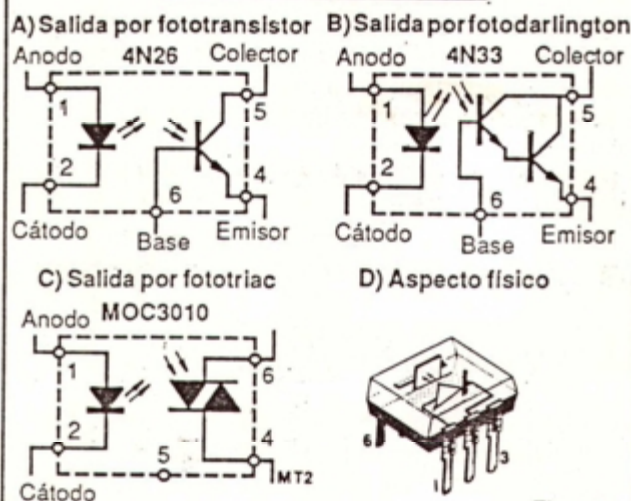 A) Salida por fototransistor
Anodo 4N26 Colector
1
5
2
4
6
Cátodo
Base
Emisor
B) Salida por fotodarlington
Anodo 4N33 Colector
1
5
2
4
6
Cátodo
Base
Emisor
C) Salida por fototriac
Anodo MOC3010
1
6
2
5
4
MT2
Cátodo
D) Aspecto físico
6
1
3